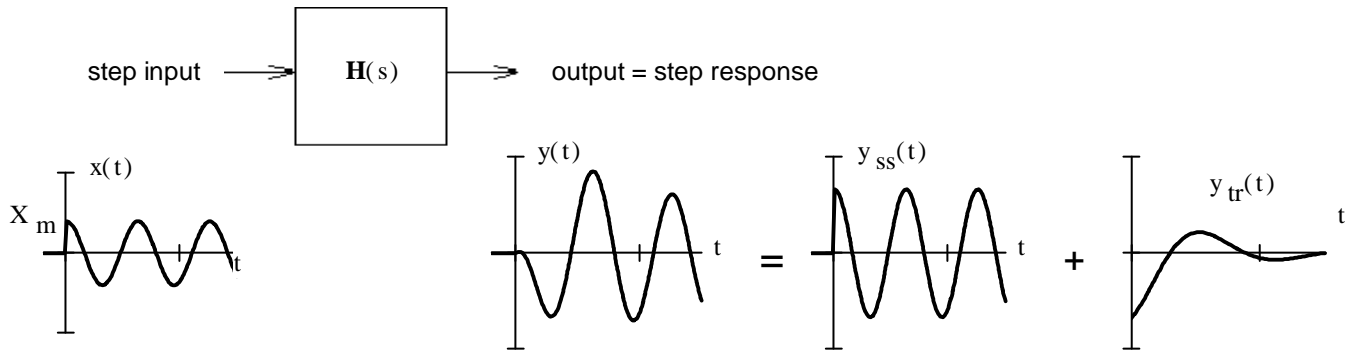 step input
H(s)
output = step response
x(t)
X m
t
y(t)
t
=
y ss(t)
t
+
y tr(t)
t